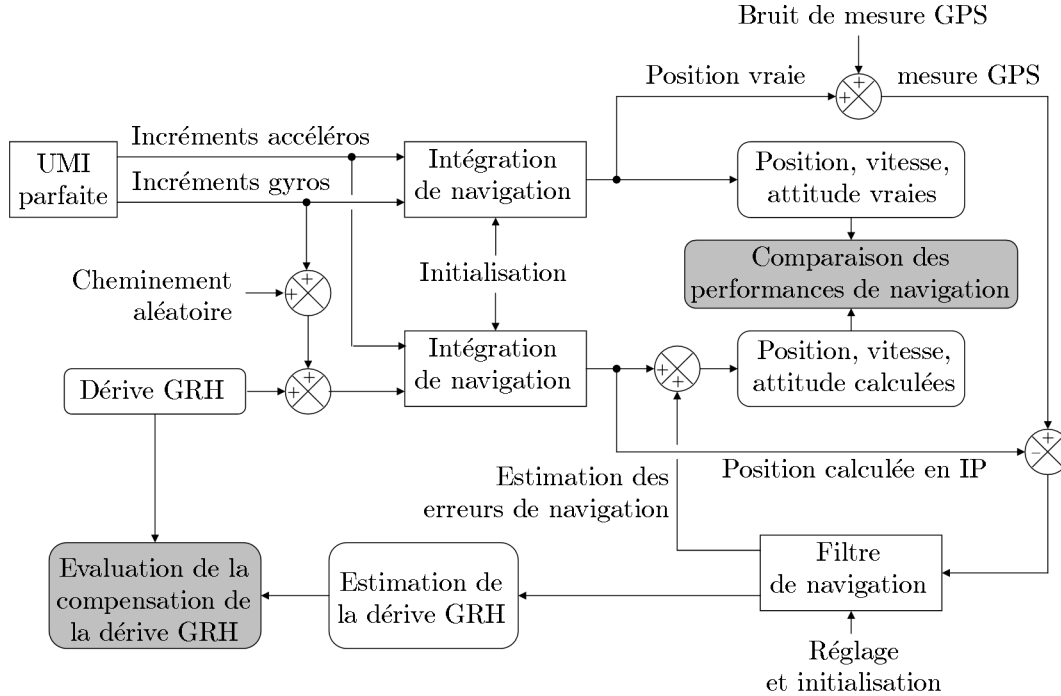 Bruit de mesure GPS
Position vraie
mesure GPS
+
+
UMI
parfaite
Incréments accéléros
Incréments gyros
Intégration
de navigation
Position, vitesse,
attitude vraies
Cheminement
aléatoire
+
+
Initialisation
Comparaison des
performances de navigation
Dérive GRH
+
+
Intégration
de navigation
+
+
Position, vitesse,
attitude calculées
+
-
Position calculée en IP
Estimation des
erreurs de navigation
Evaluation de la
compensation de
la dérive GRH
Estimation de
la dérive GRH
Filtre
de navigation
Réglage
et initialisation